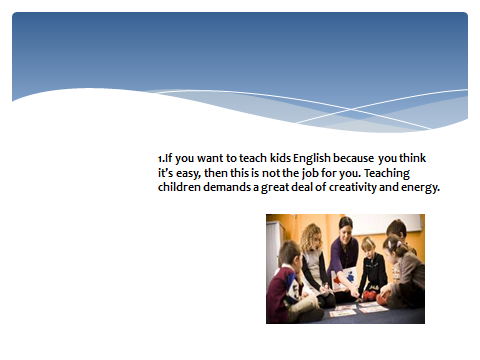 1.If you want to teach kids English because you think
it's easy, then this is not the job for you. Teaching
children demands a great deal of creativity and energy.